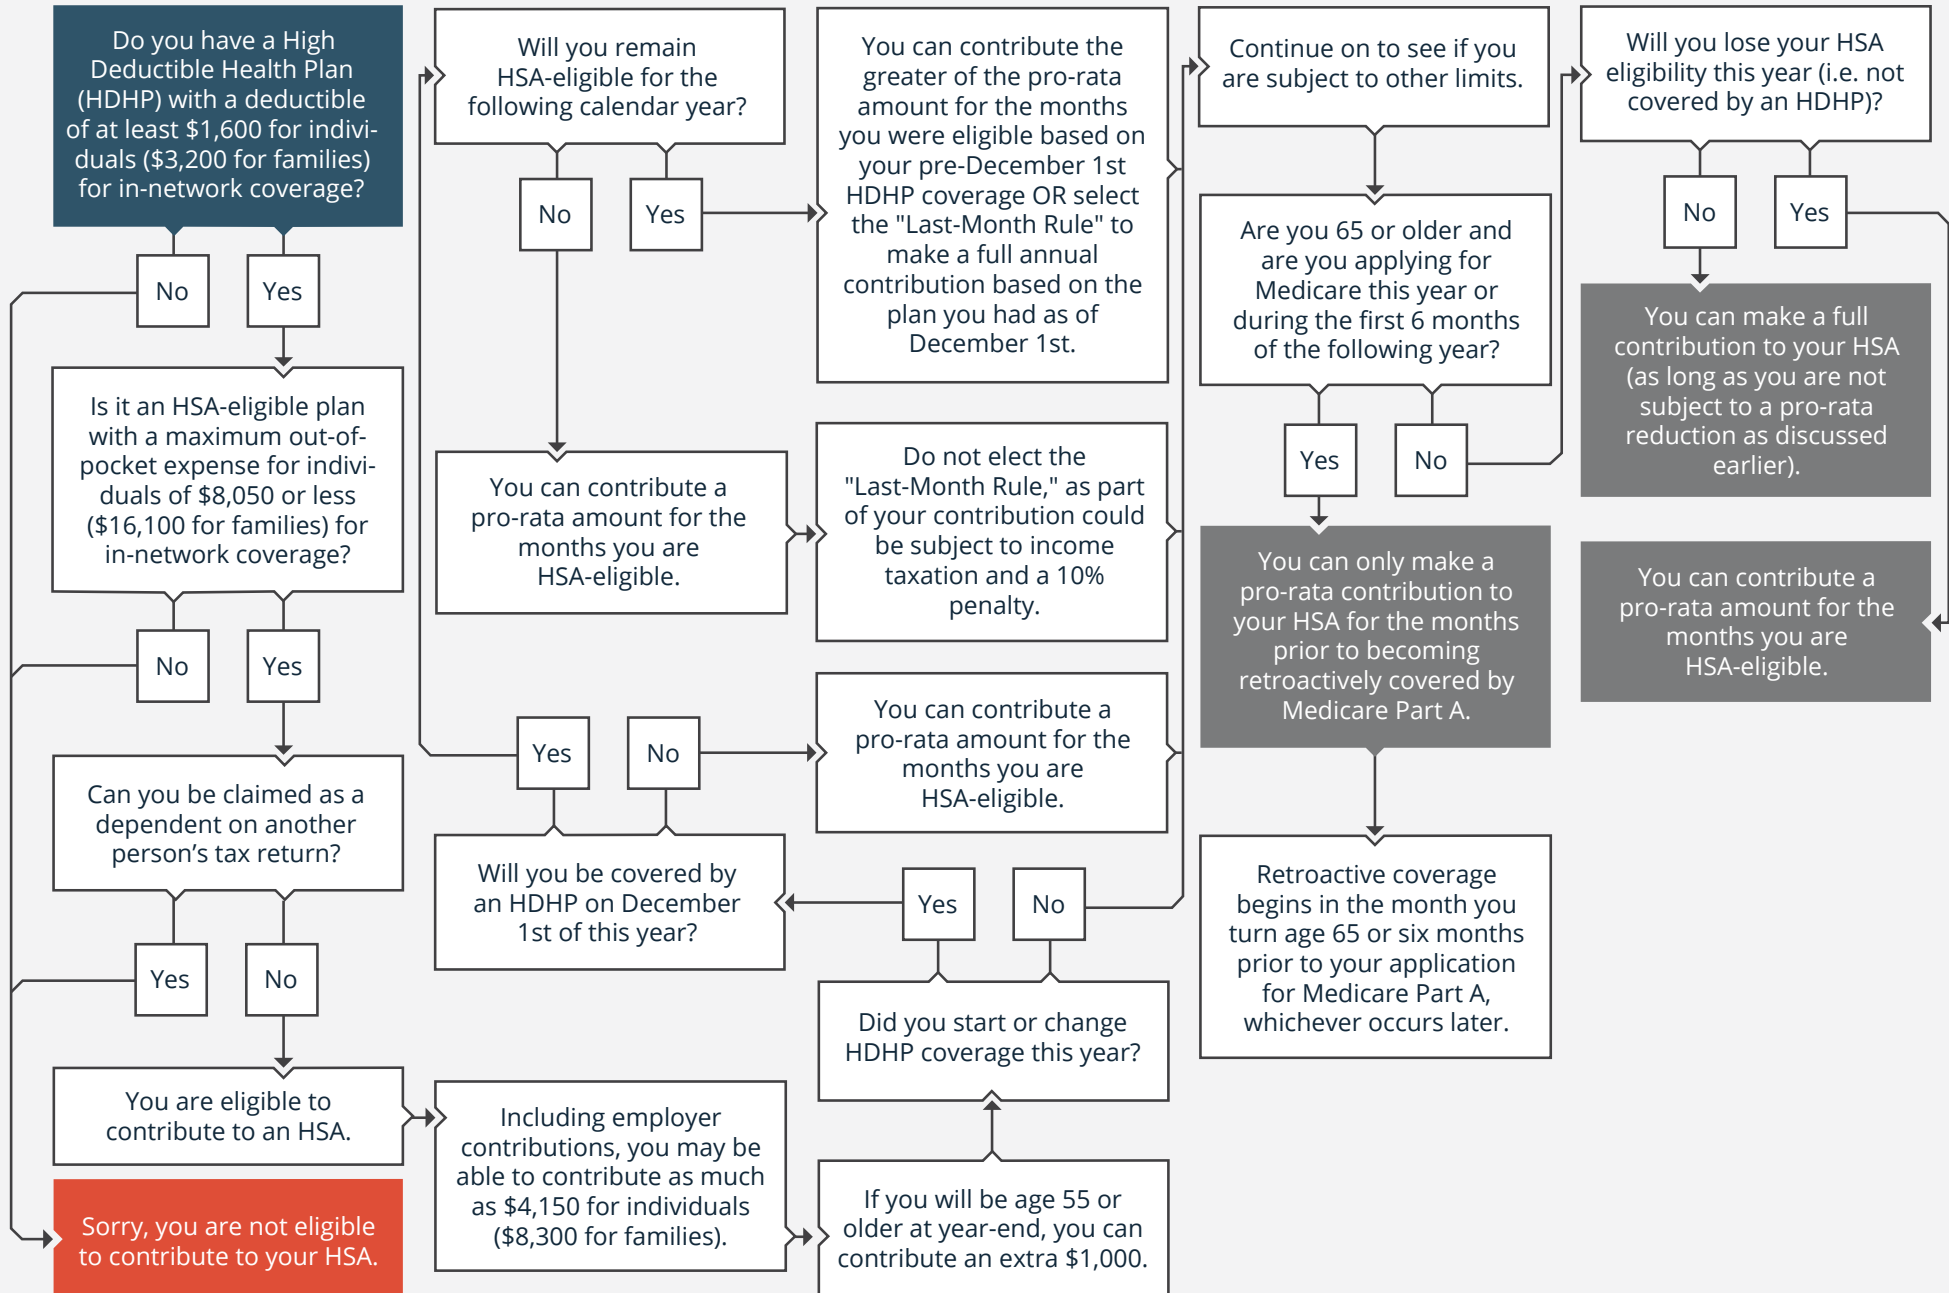 Do you have a High
Deductible Health Plan
(HDHP) with a deductible
of at least $1,600 for indivi-
duals ($3,200 for families)
for in-network coverage?
No
Yes
Is it an HSA-eligible plan
with a maximum out-of-
pocket expense for indivi-
duals of $8,050 or less
($16,100 for families) for
in-network coverage?
No
Yes
Can you be claimed as a
dependent on another
person’s tax return?
Yes
No
You are eligible to
contribute to an HSA.
Sorry, you are not eligible
to contribute to your HSA.
Including employer
contributions, you may be
able to contribute as much
as $4,150 for individuals
($8,300 for families).
If you will be age 55 or
older at year-end, you can
contribute an extra $1,000.
Did you start or change
HDHP coverage this year?
Yes
No
Will you be covered by
an HDHP on December
1st of this year?
Yes
No
You can contribute a
pro-rata amount for the
months you are
HSA-eligible.
Will you remain
HSA-eligible for the
following calendar year?
No
Yes
You can contribute a
pro-rata amount for the
months you are
HSA-eligible.
Do not elect the
"Last-Month Rule," as part
of your contribution could
be subject to income
taxation and a 10%
penalty.
You can contribute the
greater of the pro-rata
amount for the months
you were eligible based on
your pre-December 1st
HDHP coverage OR select
the "Last-Month Rule" to
make a full annual
contribution based on the
plan you had as of
December 1st.
Continue on to see if you
are subject to other limits.
Are you 65 or older and
are you applying for
Medicare this year or
during the first 6 months
of the following year?
Yes
No
You can only make a
pro-rata contribution to
your HSA for the months
prior to becoming
retroactively covered by
Medicare Part A.
Retroactive coverage
begins in the month you
turn age 65 or six months
prior to your application
for Medicare Part A,
whichever occurs later.
Will you lose your HSA
eligibility this year (i.e. not
covered by an HDHP)?
No
Yes
You can make a full
contribution to your HSA
(as long as you are not
subject to a pro-rata
reduction as discussed
earlier).
You can contribute a
pro-rata amount for the
months you are
HSA-eligible.